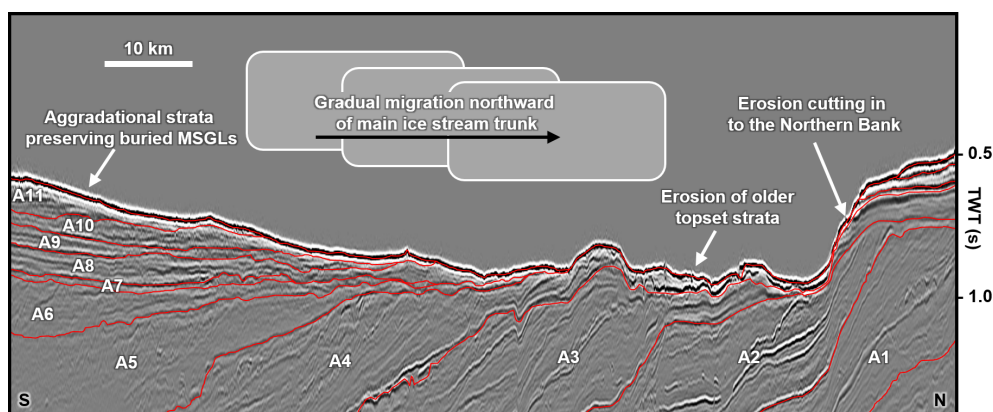 10 km
Gradual migration northward
of main ice stream trunk
Erosion cutting in
to the Northern Bank
Aggradational strata
preserving buried MSGLs
Erosion of older
topset strata
0.5
TWT (s)
1.0
A11
A10
A9
A8
A7
A6
A5
A4
A3
A2
A1
S
N